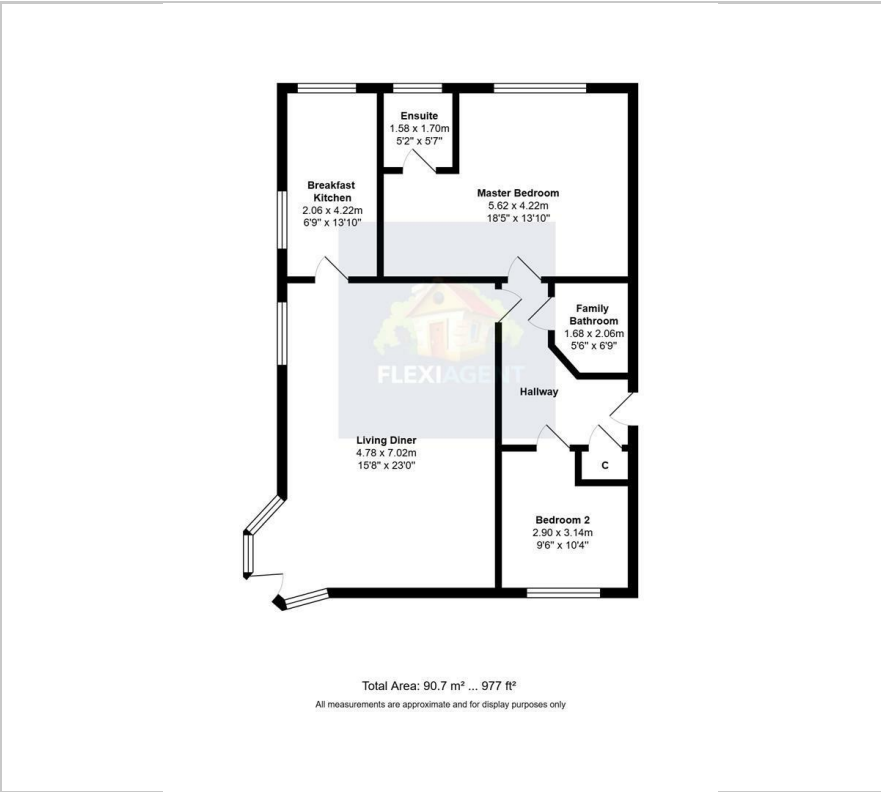 Ensuite
1.58 x 1.70m
5'2" x 5'7"
Breakfast
Kitchen
2.06 x 4.22m
6'9" x 13'10"
Master Bedroom
5.62 x 4.22m
18'5" x 13'10"
Family
Bathroom
1.68 x 2.06m
5'6" x 6'9"
FLEXIAGENT
Hallway
Living Diner
4.78 x 7.02m
15'8" x 23'0"
C
Bedroom 2
2.90 x 3.14m
9'6" x 10'4"
Total Area: 90.7 m² ... 977 ft²
All measurements are approximate and for display purposes only